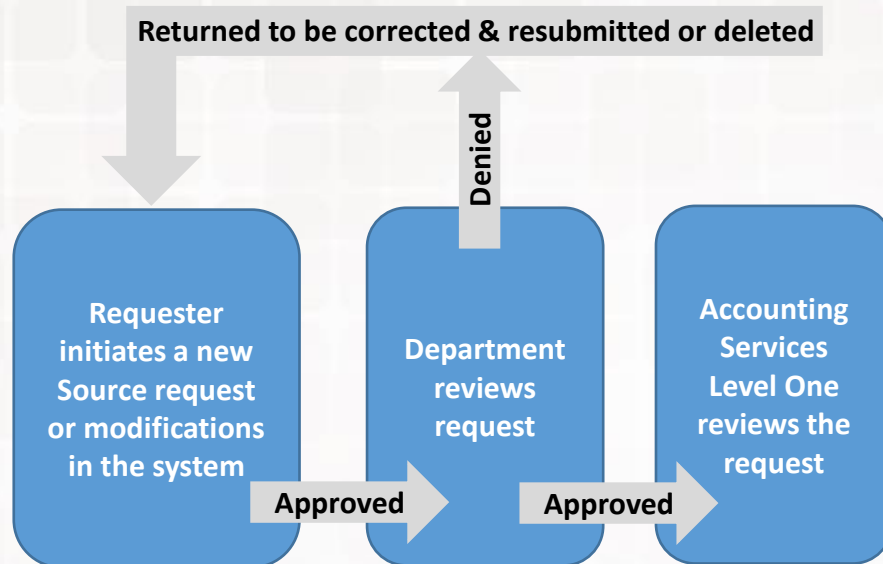 Returned to be corrected & resubmitted or deleted
Denied
Requester
initiates a new
Source request
or modifications
in the system
Approved
Department
reviews
request
Approved
Accounting
Services
Level One
reviews the
request